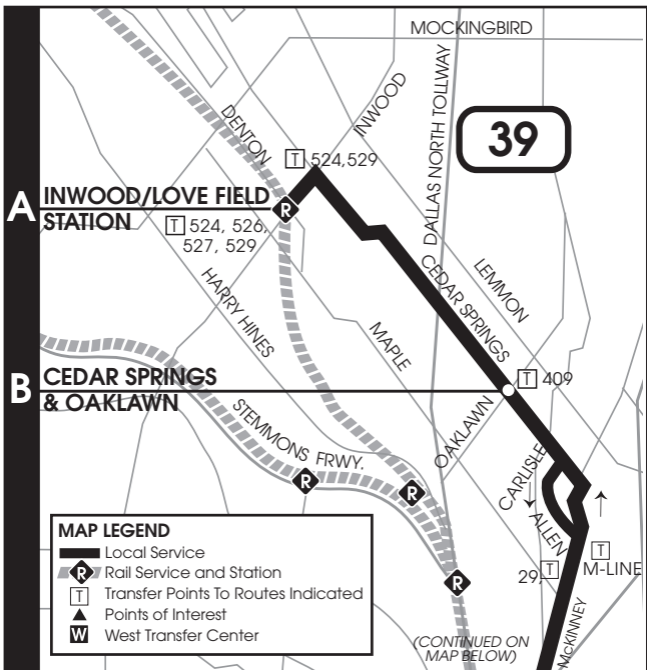 MOCKINGBIRD
39
INWOOD
DALLAS NORTH TOLLWAY
DENTON
T 524,529
A INWOOD/LOVE FIELD
STATION
R
T 524, 526,
527, 529
HARRY HINES
CEDAR SPRINGS
LEMMON
MAPLE
B CEDAR SPRINGS
& OAKLAWN
T 409
OAKLAWN
STEMMONS FRWY.
R
R
CARLISLE
ALLEN
T
M-LINE
29, T
R
McKINNEY
(CONTINUED ON
MAP BELOW)
MAP LEGEND
Local Service
R Rail Service and Station
T Transfer Points To Routes Indicated
Points of Interest
W West Transfer Center